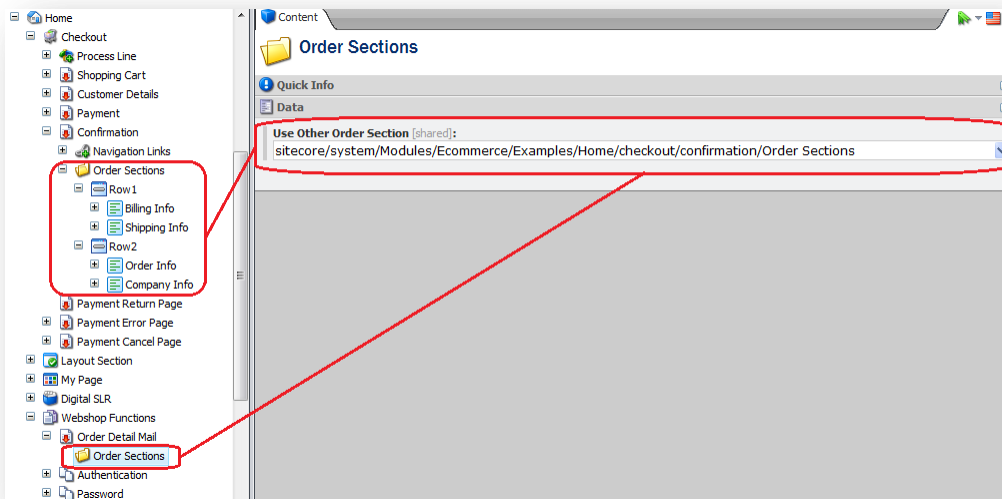 Home
Checkout
Process Line
Shopping Cart
Customer Details
Payment
Confirmation
Navigation Links
Order Sections
Row1
Billing Info
Shipping Info
Row2
Order Info
Company Info
Payment Return Page
Payment Error Page
Payment Cancel Page
Layout Section
My Page
Digital SLR
Webshop Functions
Order Detail Mail
Order Sections
Authentication
Password
Content
Order Sections
Quick Info
Data
Use Other Order Section [shared]:
sitecore/system/Modules/Ecommerce/Examples/Home/checkout/confirmation/Order Sections